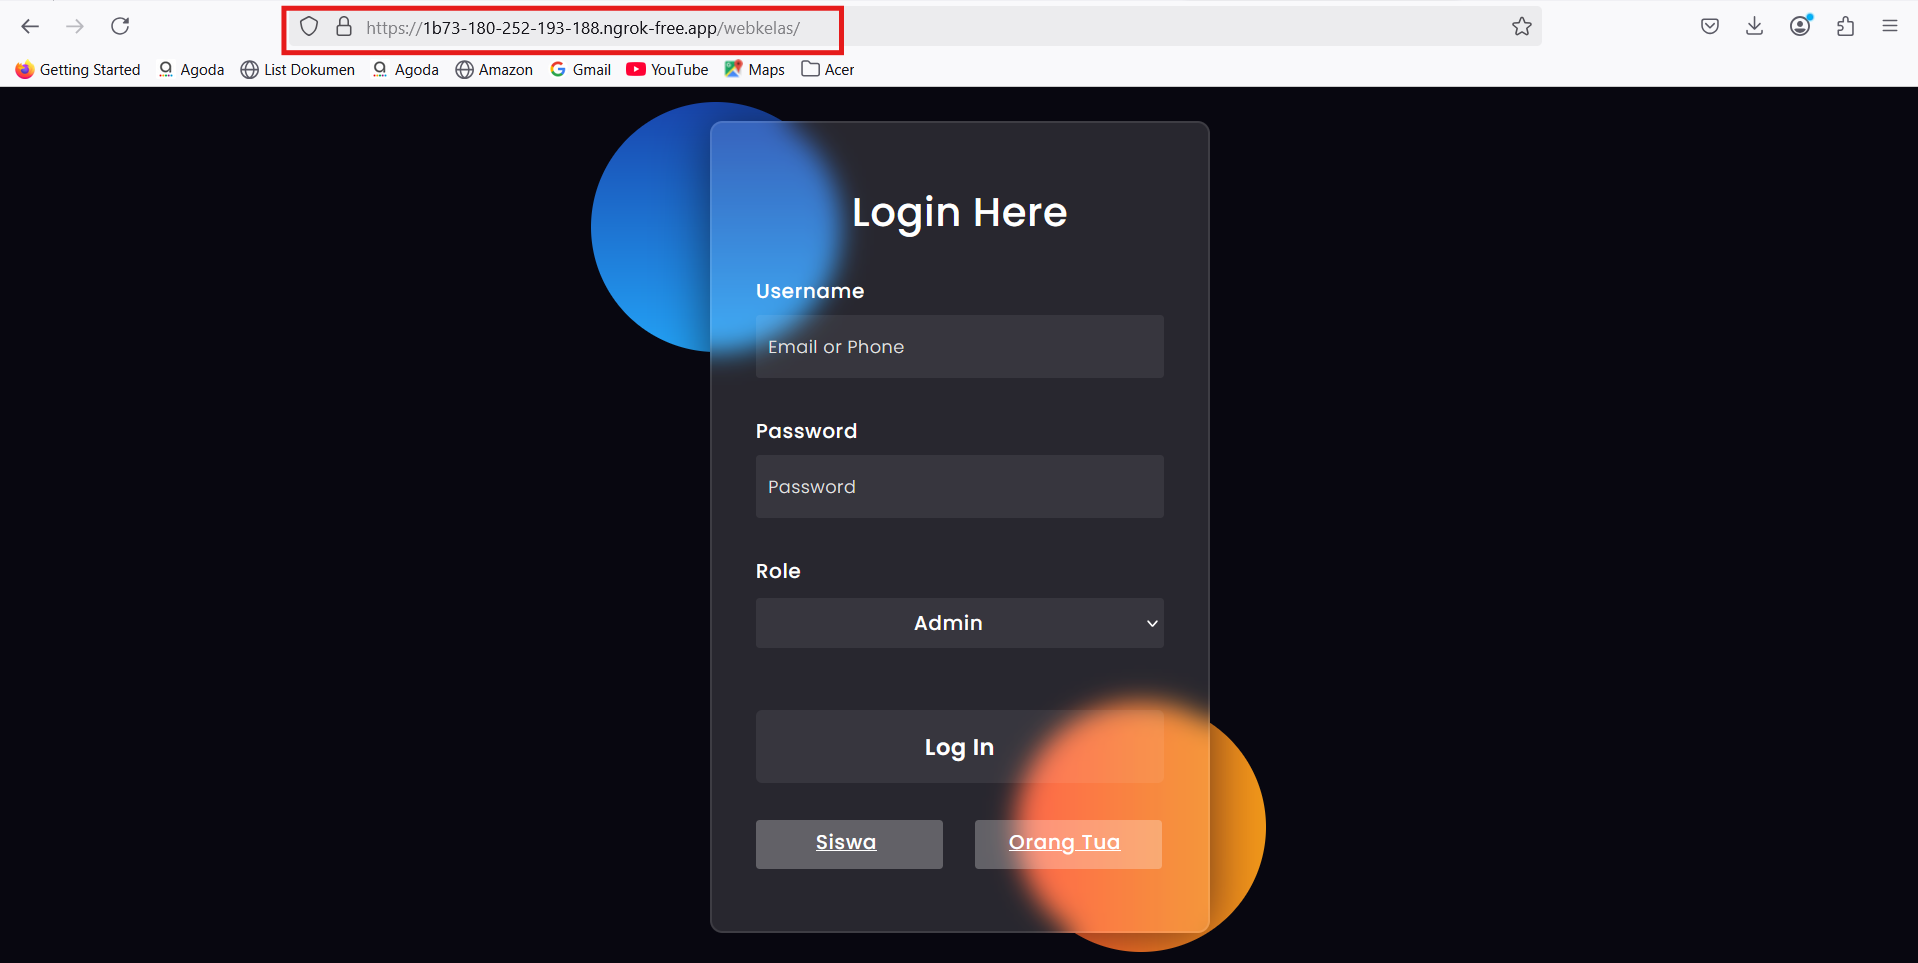 https://1b73-180-252-193-188.ngrok-free.app/webkelas/
Getting Started Agoda List Dokumen Agoda Amazon Gmail YouTube Maps Acer
Login Here
Username
Email or Phone
Password
Password
Role
Admin
Log In
Siswa Orang Tua